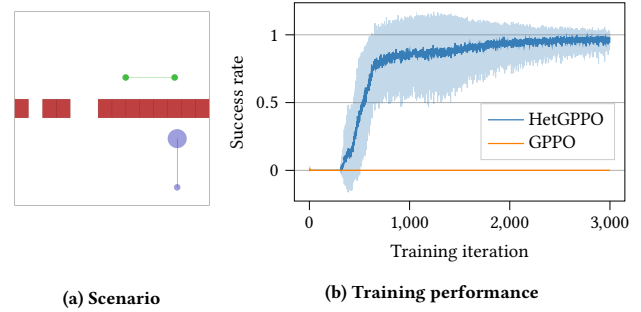 (a) Scenario
1
0.5
0
Success rate
HetGPPO
GPPO
0 1,000 2,000 3,000
Training iteration
(b) Training performance